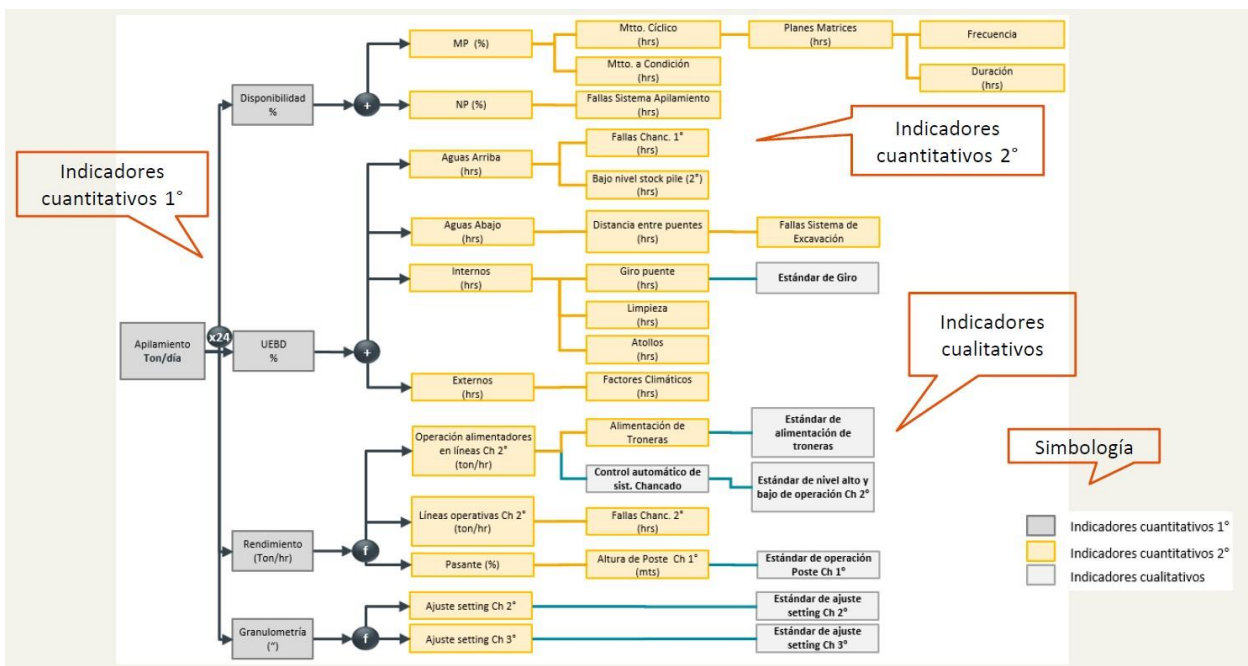 MP (%)
Mtto. Cíclico
(hrs)
Planes Matrices
(hrs)
Frecuencia
Mtto. a Condición
(hrs)
Duración
(hrs)
Disponibilidad
%
+
NP (%)
Fallas Sistema Apilamiento
(hrs)
Indicadores
cuantitativos 2°
Indicadores
cuantitativos 1°
Aguas Arriba
(hrs)
Fallas Chanc. 1°
(hrs)
Bajo nivel stock pile (2°)
(hrs)
Aguas Abajo
(hrs)
Distancia entre puentes
(hrs)
Fallas Sistema de
Excavación
Internos
(hrs)
Giro puente
(hrs)
Estándar de Giro
Limpieza
(hrs)
Atollos
(hrs)
Indicadores
cualitativos
Apilamiento
Ton/día
x24
UEBD
%
+
Externos
(hrs)
Factores Climáticos
(hrs)
Operación alimentadores
en líneas Ch 2°
(ton/hr)
Alimentación de
Troneras
Estándar de
alimentación de
troneras
Control automático de
sist. Chancado
Estándar de nivel alto y
bajo de operación Ch 2°
Simbología
Líneas operativas Ch 2°
(ton/hr)
Fallas Chanc. 2°
(hrs)
Rendimiento
(Ton/hr)
f
Pasante (%)
Altura de Poste Ch 1°
(mts)
Estándar de operación
Poste Ch 1°
Indicadores cuantitativos 1°
Indicadores cuantitativos 2°
Indicadores cualitativos
Granulometría
(")
f
Ajuste setting Ch 2°
Estándar de ajuste
setting Ch 2°
Ajuste setting Ch 3°
Estándar de ajuste
setting Ch 3°